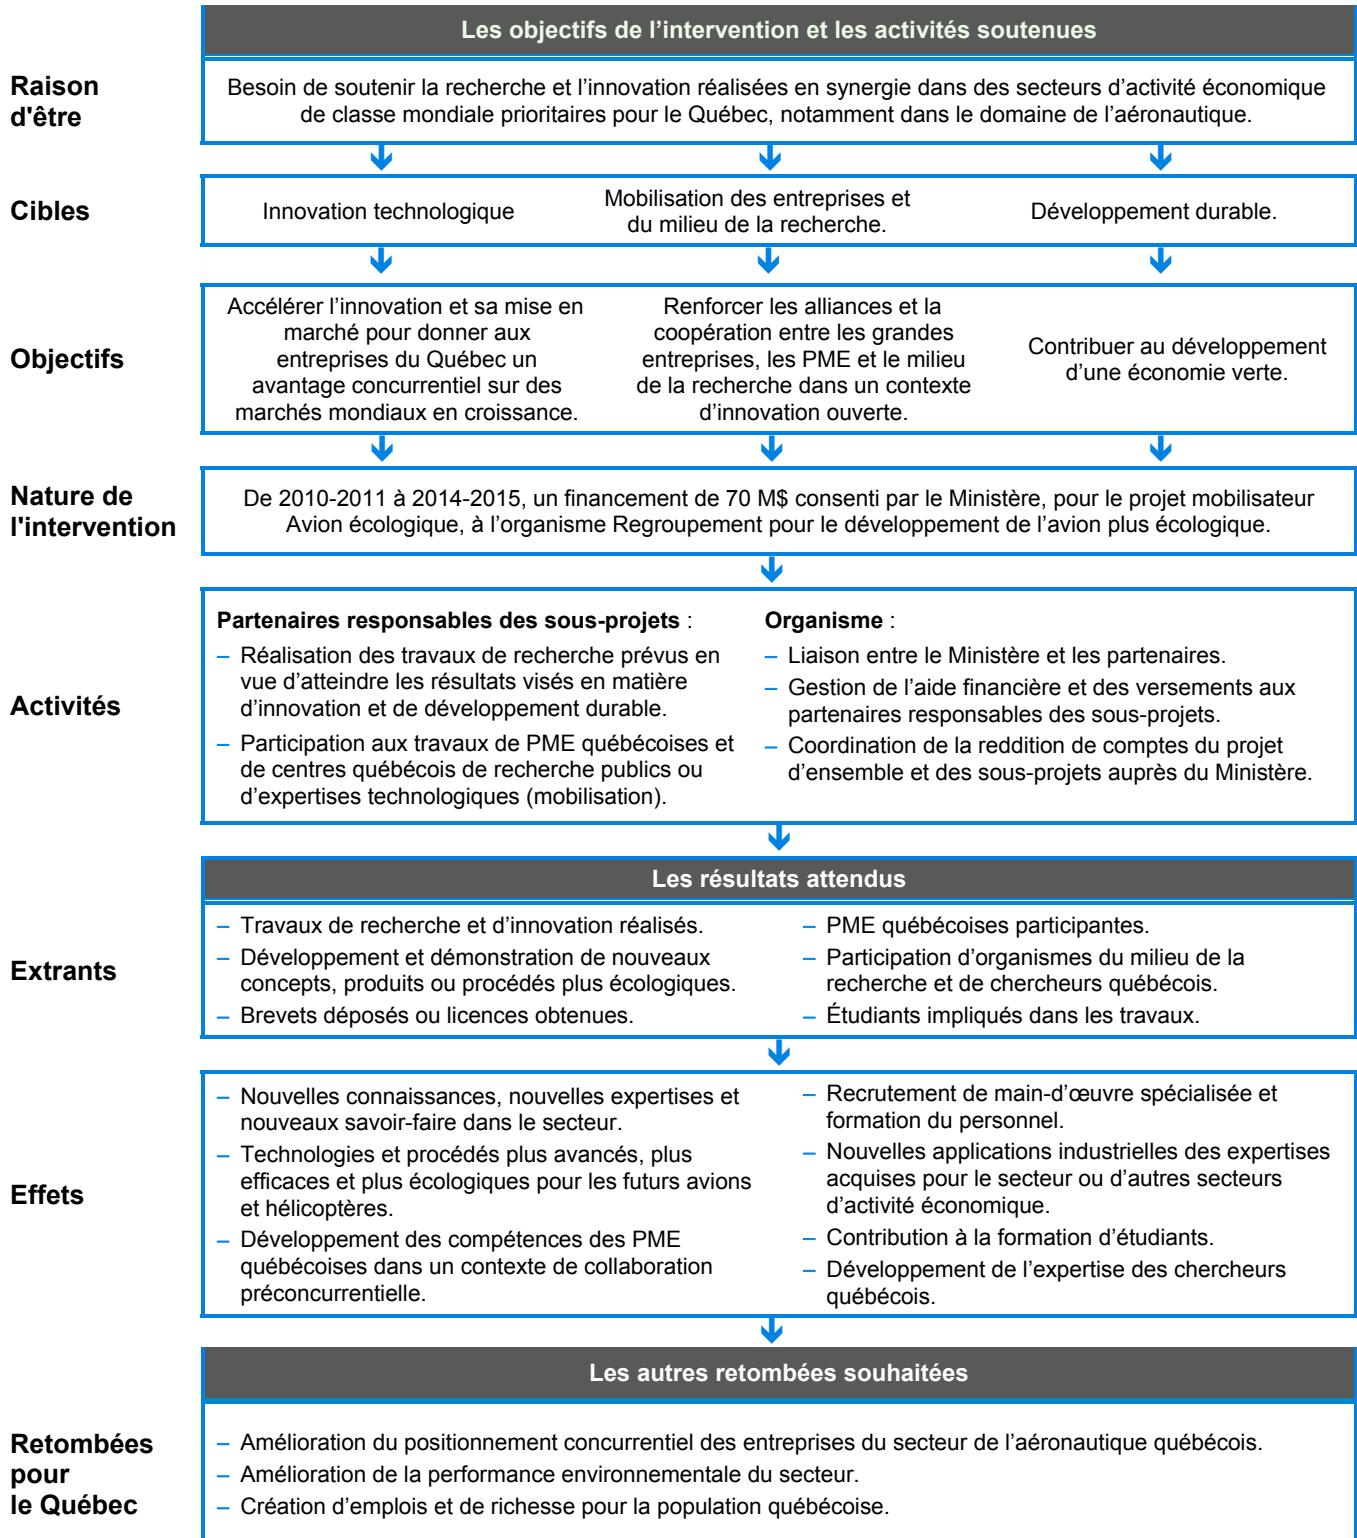 Les objectifs de l’intervention et les activités soutenues
Raison
d'être
Besoin de soutenir la recherche et l’innovation réalisées en synergie dans des secteurs d’activité économique
de classe mondiale prioritaires pour le Québec, notamment dans le domaine de l’aéronautique.
Cibles
Innovation technologique
Mobilisation des entreprises et
du milieu de la recherche.
Développement durable.
Objectifs
Accélérer l’innovation et sa mise en
marché pour donner aux
entreprises du Québec un
avantage concurrentiel sur des
marchés mondiaux en croissance.
Renforcer les alliances et la
coopération entre les grandes
entreprises, les PME et le milieu
de la recherche dans un contexte
d’innovation ouverte.
Contribuer au développement
d’une économie verte.
Nature de
l'intervention
De 2010-2011 à 2014-2015, un financement de 70 M$ consenti par le Ministère, pour le projet mobilisateur
Avion écologique, à l’organisme Regroupement pour le développement de l’avion plus écologique.
Activités
Partenaires responsables des sous-projets :
– Réalisation des travaux de recherche prévus en
vue d’atteindre les résultats visés en matière
d’innovation et de développement durable.
– Participation aux travaux de PME québécoises et
de centres québécois de recherche publics ou
d’expertises technologiques (mobilisation).
Organisme :
– Liaison entre le Ministère et les partenaires.
– Gestion de l’aide financière et des versements aux
partenaires responsables des sous-projets.
– Coordination de la reddition de comptes du projet
d’ensemble et des sous-projets auprès du Ministère.
Les résultats attendus
Extrants
– Travaux de recherche et d’innovation réalisés.
– Développement et démonstration de nouveaux
concepts, produits ou procédés plus écologiques.
– Brevets déposés ou licences obtenues.
– PME québécoises participantes.
– Participation d’organismes du milieu de la
recherche et de chercheurs québécois.
– Étudiants impliqués dans les travaux.
Effets
– Nouvelles connaissances, nouvelles expertises et
nouveaux savoir-faire dans le secteur.
– Technologies et procédés plus avancés, plus
efficaces et plus écologiques pour les futurs avions
et hélicoptères.
– Développement des compétences des PME
québécoises dans un contexte de collaboration
préconcurrentielle.
– Recrutement de main-d’œuvre spécialisée et
formation du personnel.
– Nouvelles applications industrielles des expertises
acquises pour le secteur ou d’autres secteurs
d’activité économique.
– Contribution à la formation d’étudiants.
– Développement de l’expertise des chercheurs
québécois.
Les autres retombées souhaitées
Retombées
pour
le Québec
– Amélioration du positionnement concurrentiel des entreprises du secteur de l’aéronautique québécois.
– Amélioration de la performance environnementale du secteur.
– Création d’emplois et de richesse pour la population québécoise.